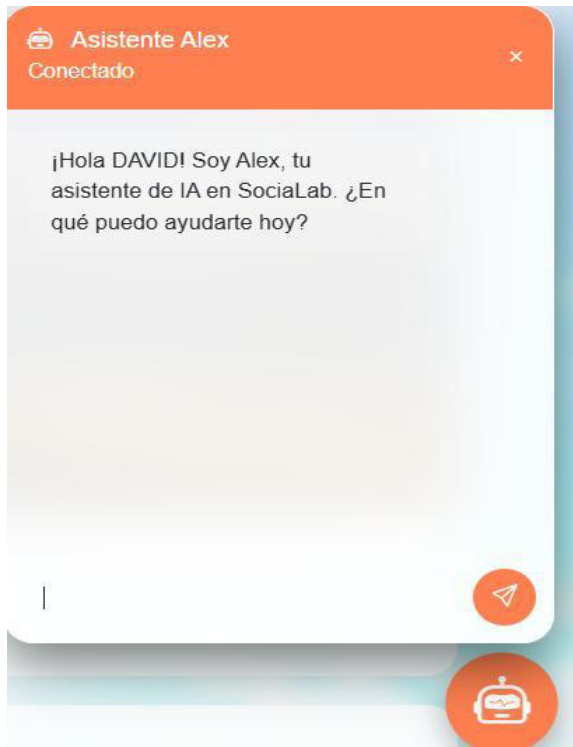 Asistente Alex
Conectado
¡Hola DAVID! Soy Alex, tu
asistente de IA en SociaLab. ¿En
qué puedo ayudarte hoy?